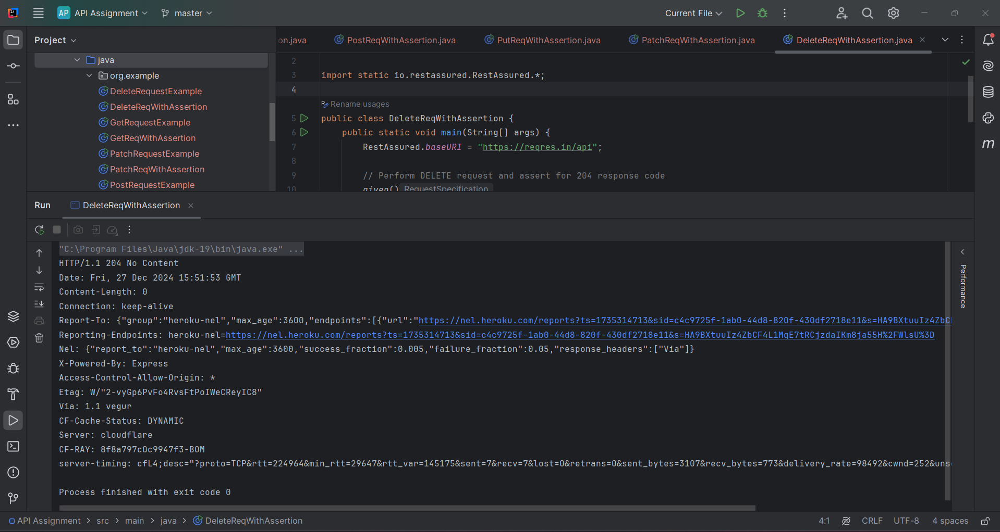 AP API Assignment master Current File
Project
on.java PostReqWithAssertion.java PutReqWithAssertion.java PatchReqWithAssertion.java DeleteReqWithAssertion.java
java
org.example
DeleteRequestExample
DeleteReqWithAssertion
GetRequestExample
GetReqWithAssertion
PatchRequestExample
PatchReqWithAssertion
PostRequestExample
2
3 import static io.restassured.RestAssured.*;
4
Rename usages
5 public class DeleteReqWithAssertion {
6 public static void main(String[] args) {
7 RestAssured.baseURI = "https://reqres.in/api";
8
9 // Perform DELETE request and assert for 204 response code
10 given() RequestSpecification
Run DeleteReqWithAssertion
"C:\Program Files\Java\jdk-19\bin\java.exe" ...
HTTP/1.1 204 No Content
Date: Fri, 27 Dec 2024 15:51:53 GMT
Content-Length: 0
Connection: keep-alive
Report-To: {"group":"heroku-nel","max_age":3600,"endpoints":[{"url":"https://nel.heroku.com/reports?ts=1735314713&sid=c4c9725f-1ab0-44d8-820f-430df2718e11&s=HA9BXtuuIz4ZbC
Reporting-Endpoints: heroku-nel=https://nel.heroku.com/reports?ts=1735314713&sid=c4c9725f-1ab0-44d8-820f-430df2718e11&s=HA9BXtuuIz4ZbCF4L1MqE7tRCjzdaIKm8ja55H%2FWlsU%3D
Nel: {"report_to":"heroku-nel","max_age":3600,"success_fraction":0.005,"failure_fraction":0.05,"response_headers":["Via"]}
X-Powered-By: Express
Access-Control-Allow-Origin: *
Etag: W/"2-vyGp6PvFo4RvsFtPoIWeCReyIC8"
Via: 1.1 vegur
CF-Cache-Status: DYNAMIC
Server: cloudflare
CF-RAY: 8f8a797c0c9947f3-BOM
server-timing: cfL4;desc="?proto=TCP&rtt=224964&min_rtt=29647&rtt_var=145175&sent=7&recv=7&lost=0&retrans=0&sent_bytes=3107&recv_bytes=773&delivery_rate=98492&cwnd=252&uns
Process finished with exit code 0
Performance
API Assignment > src > main > java > DeleteReqWithAssertion
4:1 CRLF UTF-8 4 spaces